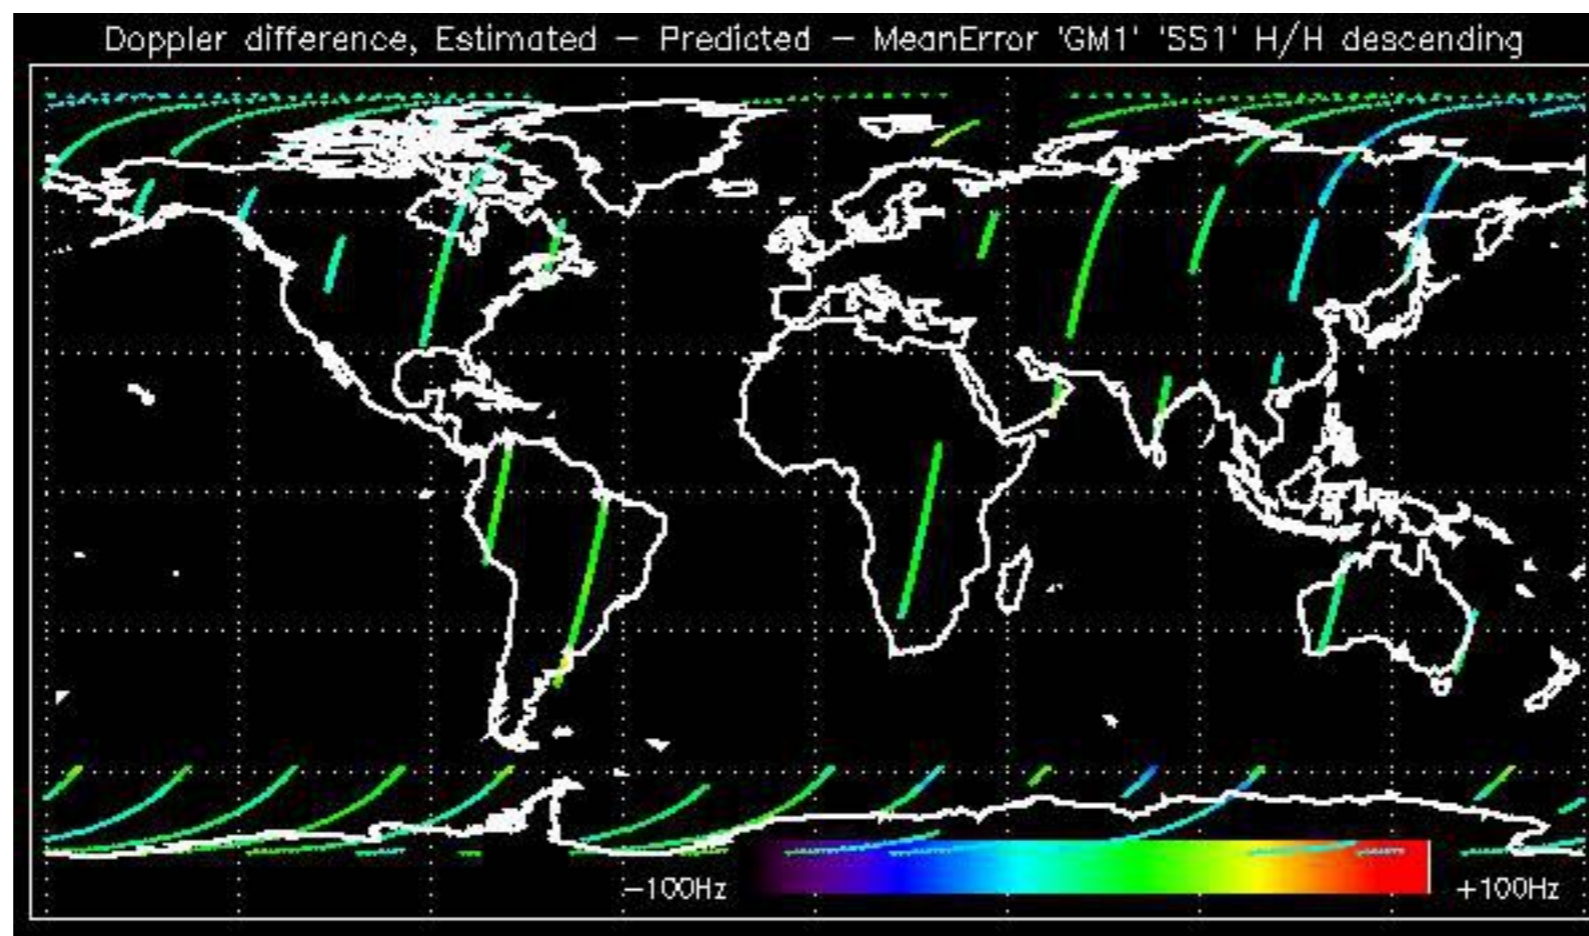 Doppler difference, Estimated – Predicted – MeanError 'GM1' 'SS1' H/H descending
−100Hz +100Hz